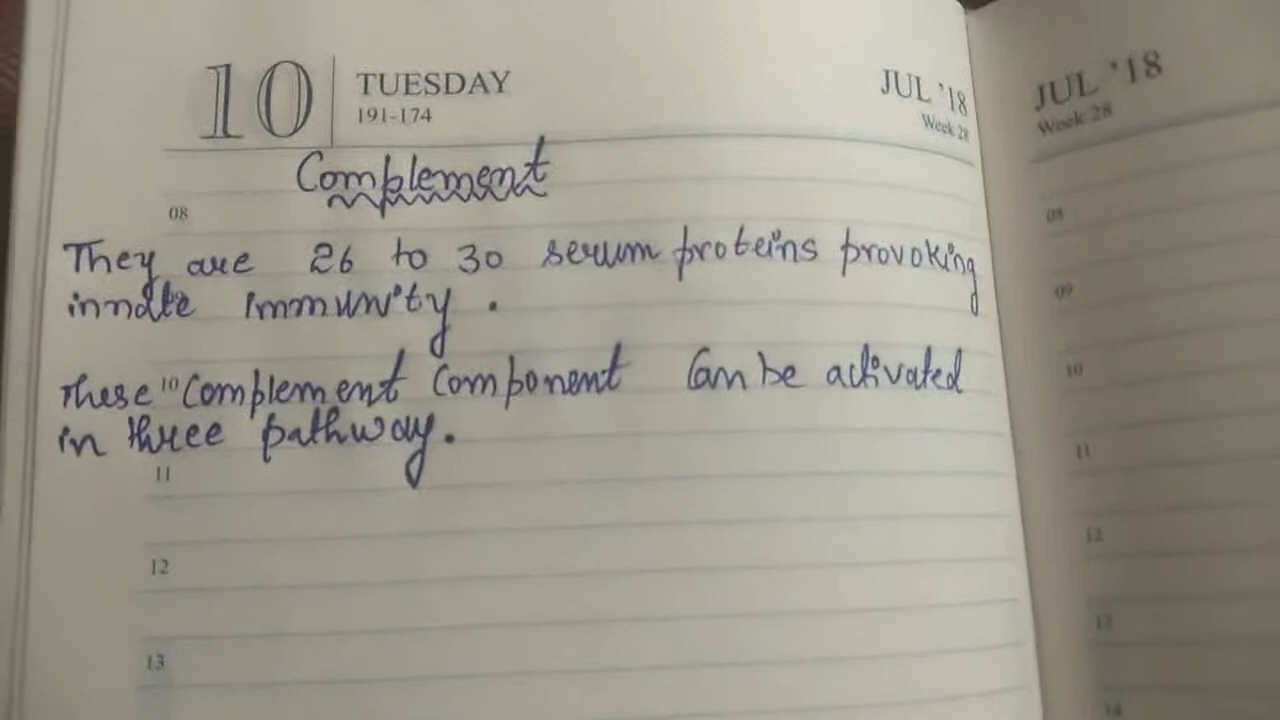 10 TUESDAY JUL '18
191-174 Week 28
Complement
08
They are 26 to 30 serum proteins provoking
innate immunity.
These 10 complement component can be activated
in three pathway.
11
12
13
JUL '18
Week 28
08
09
10
11
12
13
14